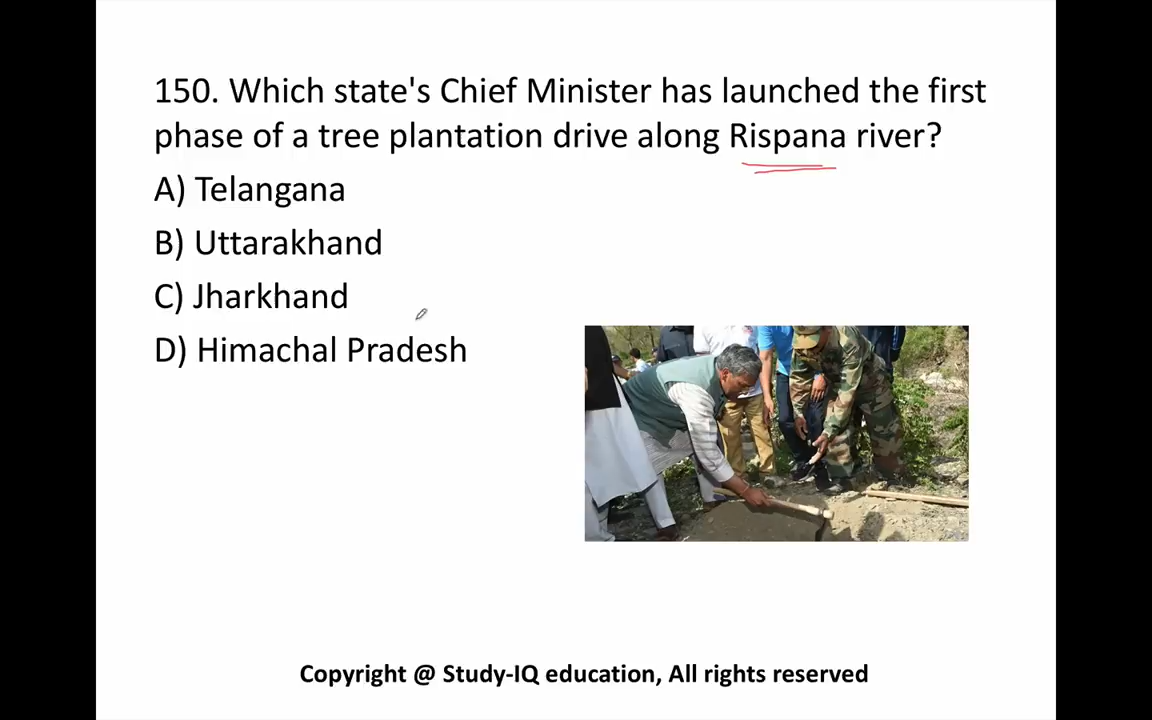 150. Which state's Chief Minister has launched the first
phase of a tree plantation drive along Rispana river?
A) Telangana
B) Uttarakhand
C) Jharkhand
D) Himachal Pradesh
Copyright @ Study-IQ education, All rights reserved